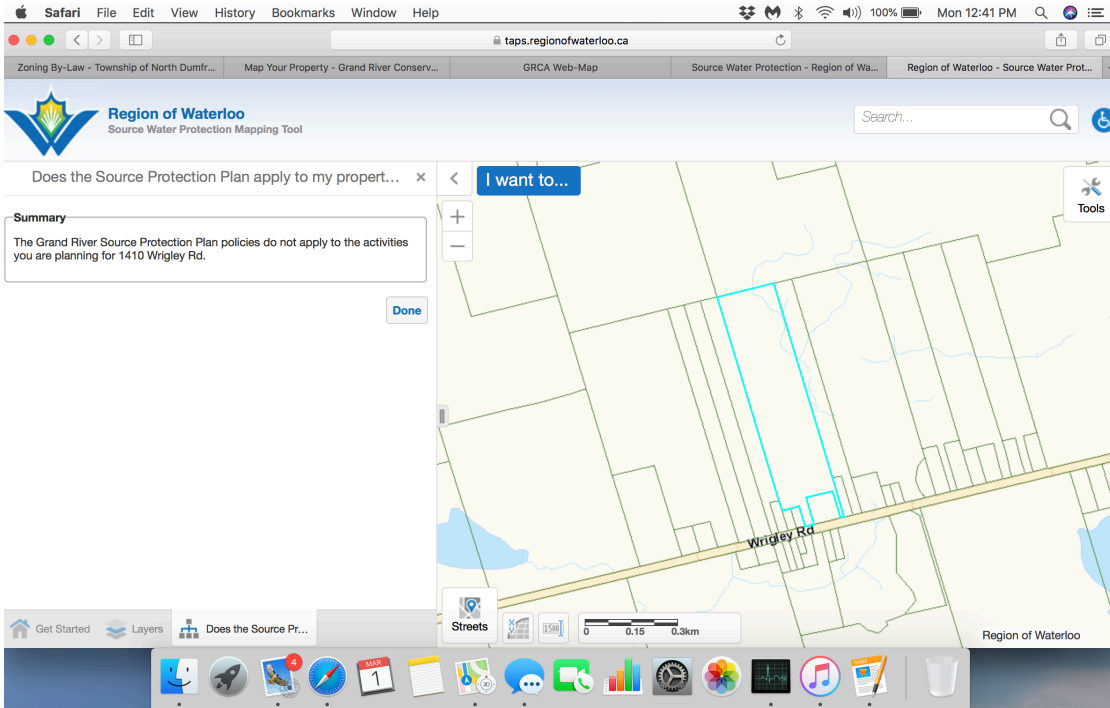 Safari File Edit View History Bookmarks Window Help 100% Mon 12:41 PM
taps.regionofwaterloo.ca
Zoning By-Law - Township of North Dumfr... Map Your Property - Grand River Conserv... GRCA Web-Map Source Water Protection - Region of Wa... Region of Waterloo - Source Water Prot...
Region of Waterloo
Source Water Protection Mapping Tool
Search...
Does the Source Protection Plan apply to my propert...
I want to...
Tools
Summary
The Grand River Source Protection Plan policies do not apply to the activities
you are planning for 1410 Wrigley Rd.
Done
Wrigley Rd
Streets
1:500
0 0.15 0.3km
Region of Waterloo
Get Started Layers Does the Source Pr...
4
MAR
1